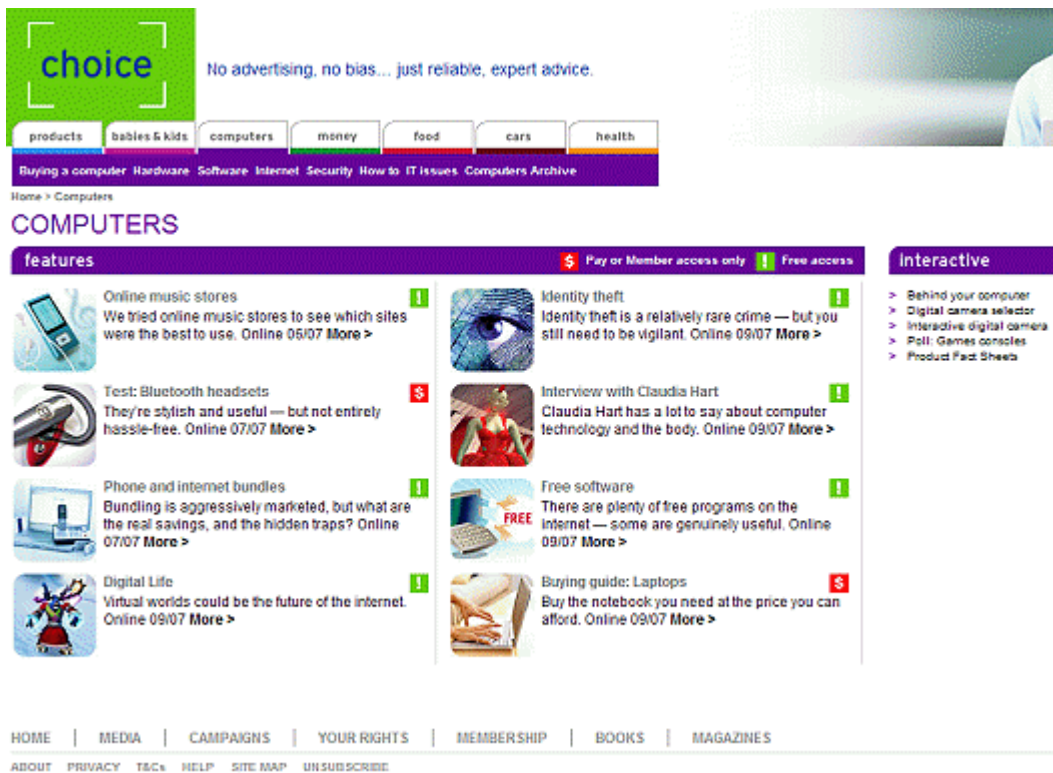 choice
No advertising, no bias... just reliable, expert advice.
products babies & kids computers money food cars health
Buying a computer Hardware Software Internet Security How to IT issues Computers Archive
Home > Computers
COMPUTERS
features
$ Pay or Member access only ! Free access
Online music stores !
We tried online music stores to see which sites
were the best to use. Online 05/07 More >
Test: Bluetooth headsets $
They're stylish and useful — but not entirely
hassle-free. Online 07/07 More >
Phone and internet bundles !
Bundling is aggressively marketed, but what are
the real savings, and the hidden traps? Online
07/07 More >
Digital Life !
Virtual worlds could be the future of the internet.
Online 09/07 More >
Identity theft !
Identity theft is a relatively rare crime — but you
still need to be vigilant. Online 09/07 More >
Interview with Claudia Hart !
Claudia Hart has a lot to say about computer
technology and the body. Online 09/07 More >
FREE
Free software !
There are plenty of free programs on the
internet — some are genuinely useful. Online
09/07 More >
Buying guide: Laptops $
Buy the notebook you need at the price you can
afford. Online 09/07 More >
interactive
> Behind your computer
> Digital camera selector
> Interactive digital camera
> Poll: Games consoles
> Product Fact Sheets
HOME | MEDIA | CAMPAIGNS | YOUR RIGHTS | MEMBERSHIP | BOOKS | MAGAZINES
ABOUT PRIVACY T&Cs HELP SITE MAP UNSUBSCRIBE